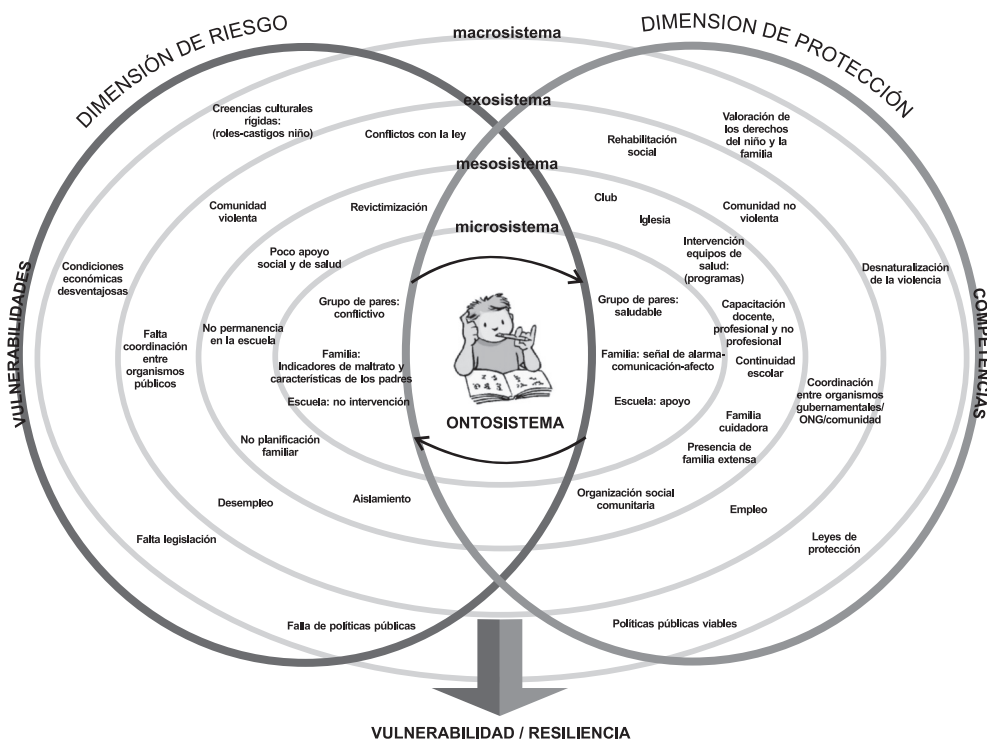 DIMENSIÓN DE RIESGO
DIMENSION DE PROTECCIÓN
macrosistema
exosistema
mesosistema
microsistema
VULNERABILIDADES
Creencias culturales
rígidas:
(roles-castigos niño)
Conflictos con la ley
Comunidad
violenta
Revictimización
Poco apoyo
social y de salud
Condiciones
económicas
desventajosas
Grupo de pares:
conflictivo
No permanencia
en la escuela
Falta
coordinación
entre
organismos
públicos
Familia:
Indicadores de maltrato y
características de los padres
Escuela: no intervención
No planificación
familiar
Desempleo
Aislamiento
Falta legislación
Falla de políticas públicas
ONTOSISTEMA
Valoración de
los derechos
del niño y la
familia
Rehabilitación
social
Club
Iglesia
Comunidad no
violenta
Intervención
equipos de
salud:
(programas)
Desnaturalización
de la violencia
Grupo de pares:
saludable
Capacitación
docente,
profesional y no
profesional
Familia: señal de alarma-
comunicación-afecto
Continuidad
escolar
Escuela: apoyo
Coordinación
entre organismos
gubernamentales/
ONG/comunidad
Familia
cuidadora
Presencia de
familia extensa
Organización social
comunitaria
Empleo
Leyes de
protección
Políticas públicas viables
COMPETENCIAS
VULNERABILIDAD / RESILIENCIA